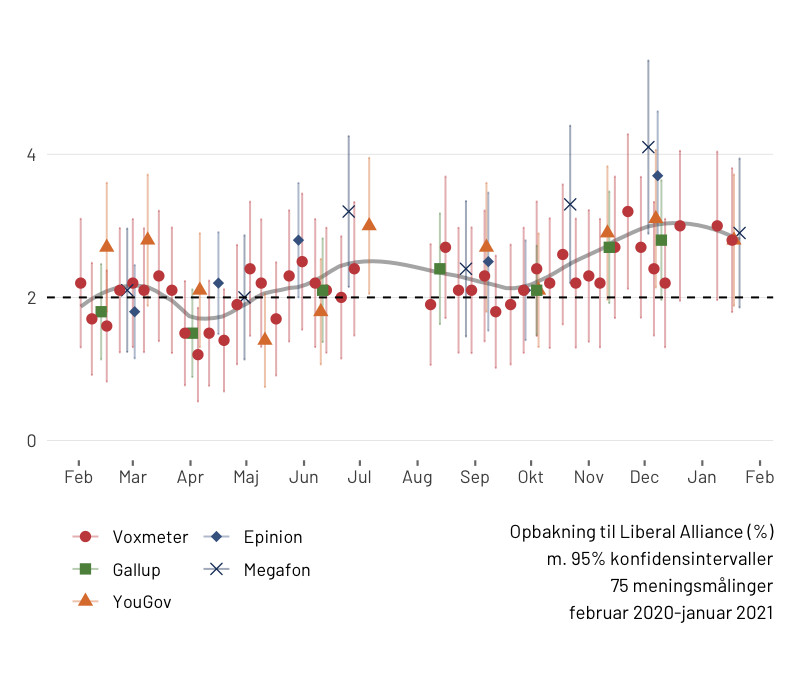 4
2
0
Feb Mar Apr Maj Jun Jul Aug Sep Okt Nov Dec Jan Feb
Voxmeter Epinion
Gallup Megafon
YouGov
Opbakning til Liberal Alliance (%)
m. 95% konfidensintervaller
75 meningsmålinger
februar 2020-januar 2021